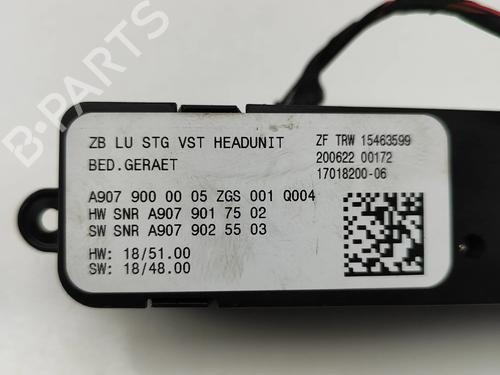 B-PARTS
ZB LU STG VST HEADUNIT
BED.GERAET
ZF TRW 15463599
200622 00172
17018200-06
A907 900 00 05 ZGS 001 Q004
HW SNR A907 901 75 02
SW SNR A907 902 55 03
HW: 18/51.00
SW: 18/48.00